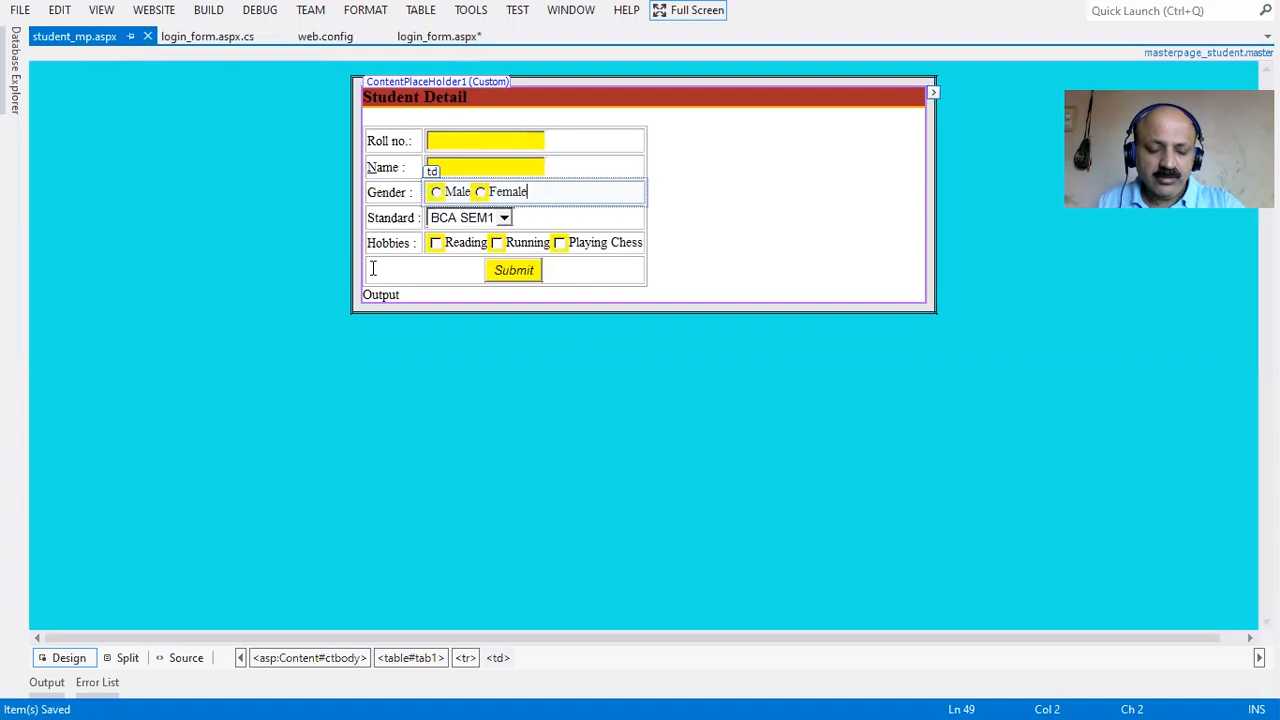 FILE EDIT VIEW WEBSITE BUILD DEBUG TEAM FORMAT TABLE TOOLS TEST WINDOW HELP Full Screen Quick Launch (Ctrl+Q)
student_mp.aspx login_form.aspx.cs web.config login_form.aspx*
masterpage_student.master
Database Explorer
ContentPlaceHolder1 (Custom)
Student Detail
Roll no.:
Name :
td
Gender : Male Female
Standard : BCA SEM1
Hobbies : Reading Running Playing Chess
Submit
Output
Design Split Source <asp:Content#ctbody> <table#tab1> <tr> <td>
Output Error List
Item(s) Saved Ln 49 Col 2 Ch 2 INS